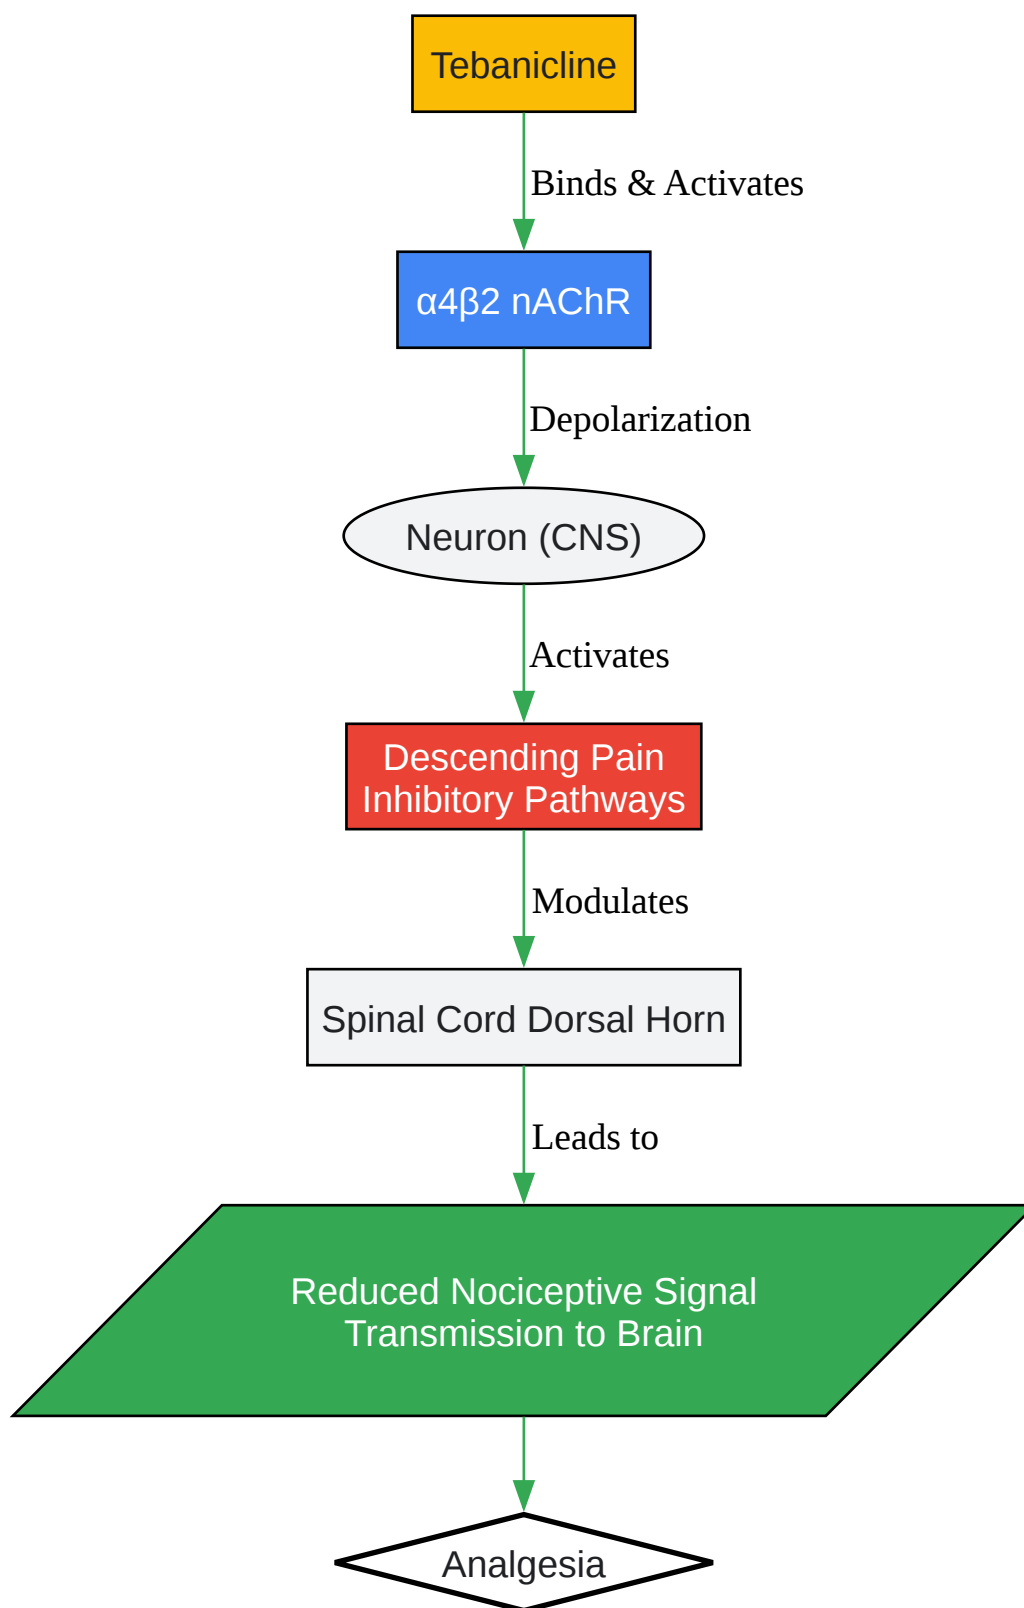 Tebanicline
Binds & Activates
α4β2 nAChR
Depolarization
Neuron (CNS)
Activates
Descending Pain
Inhibitory Pathways
Modulates
Spinal Cord Dorsal Horn
Leads to
Reduced Nociceptive Signal
Transmission to Brain
Analgesia